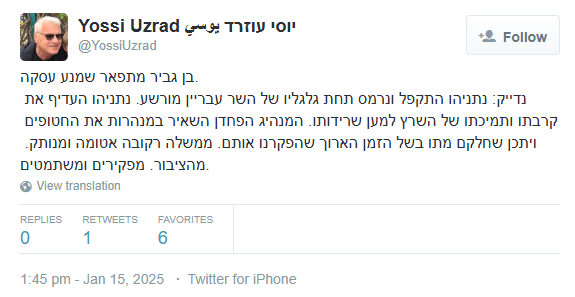 Yossi Uzrad יוסי עוזרד يوسي
@YossiUzrad
Follow
בן גביר מתפאר שמנע עסקה.
נדייק: נתניהו התקפל ונרמס תחת גלגליו של השר עבריין מורשע. נתניהו העדיף את
קרבתו ותמיכתו של השרץ למען שרידותו. המנהיג הפחדן השאיר במנהרות את החטופים
ויתכן שחלקם מתו בשל הזמן הארוך שהפקרנו אותם. ממשלה רקובה אטומה ומנותק.
מהציבור. מפקירים ומשתמטים.
View translation
REPLIES RETWEETS FAVORITES
0 1 6
1:45 pm - Jan 15, 2025 · Twitter for iPhone